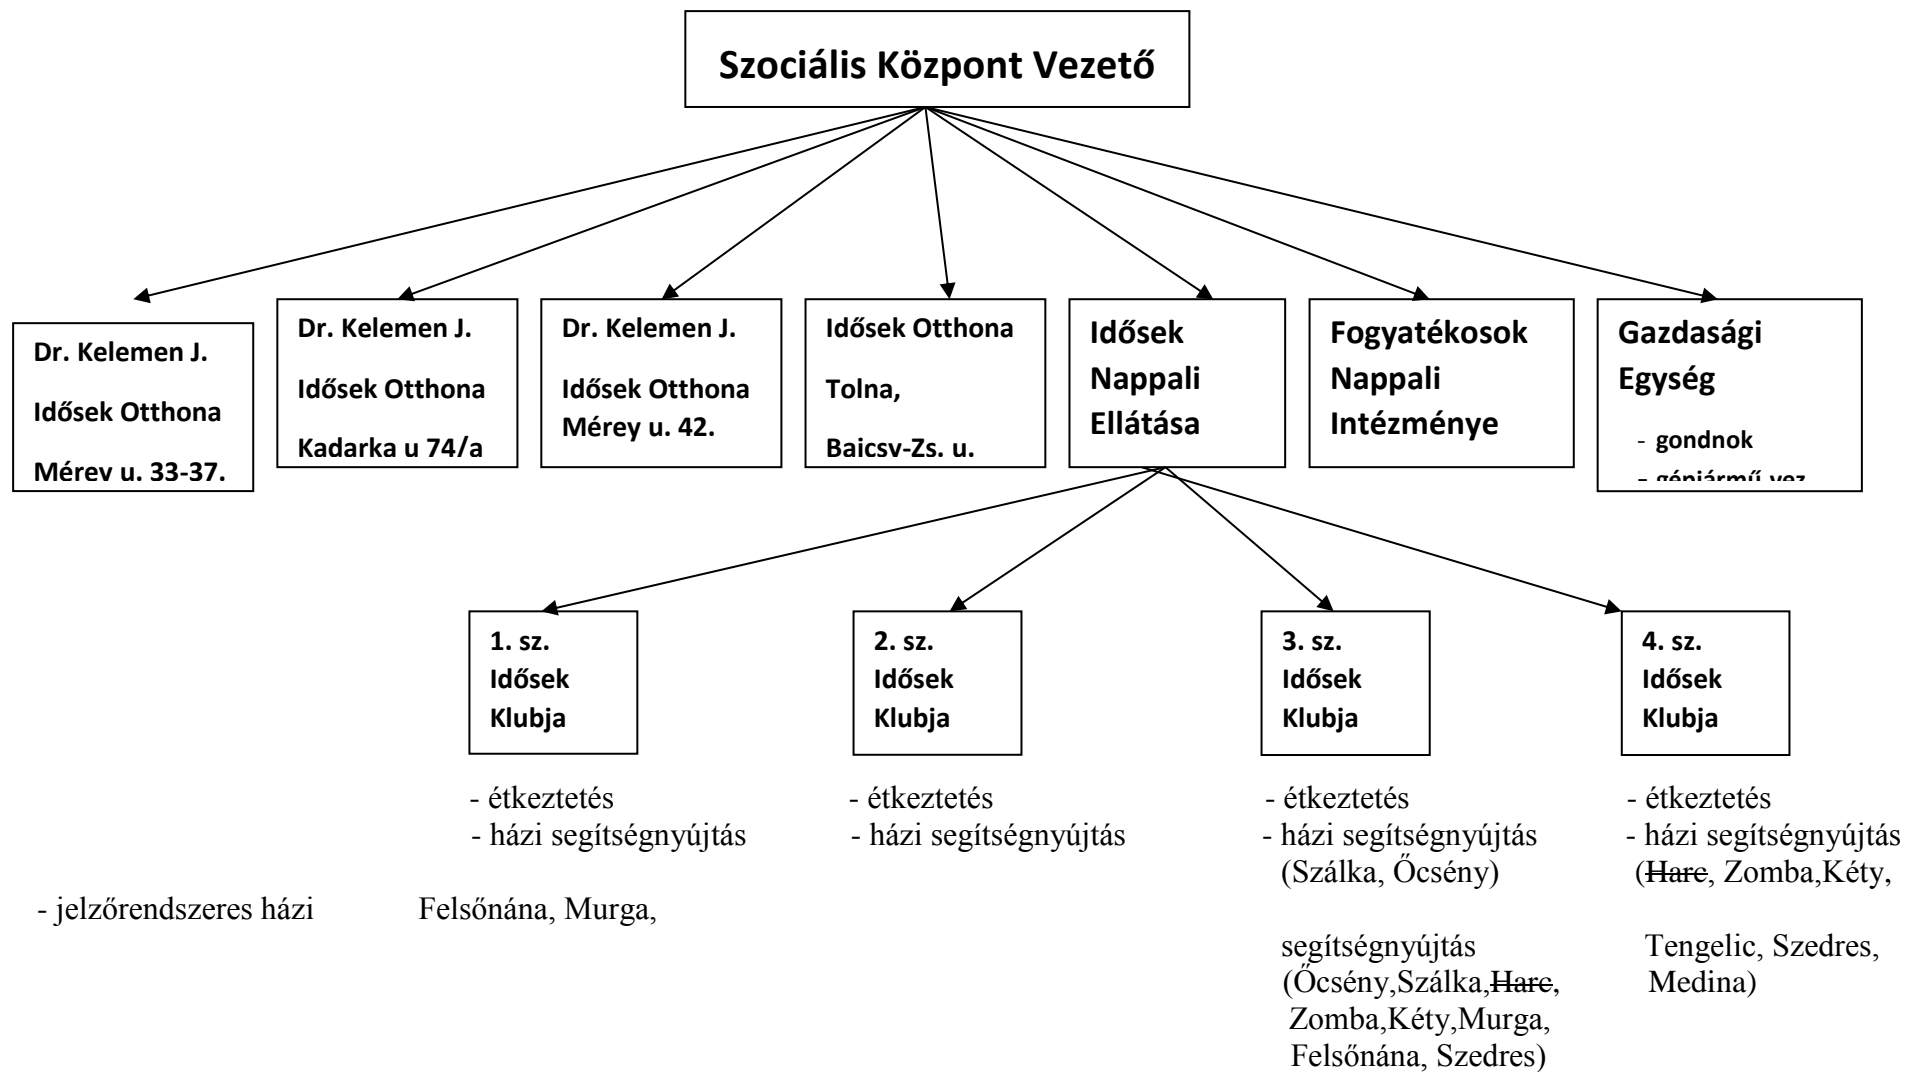 Szociális Központ Vezető
Dr. Kelemen J.
Idősek Otthona
Mérey u. 33-37.
Dr. Kelemen J.
Idősek Otthona
Kadarka u 74/a
Dr. Kelemen J.
Idősek Otthona
Mérey u. 42.
Idősek Otthona
Tolna,
Bajcsy-Zs. u.
Idősek
Nappali
Ellátása
Fogyatékosok
Nappali
Intézménye
Gazdasági
Egység
- gondnok
- gépjármű vez
1. sz.
Idősek
Klubja
2. sz.
Idősek
Klubja
3. sz.
Idősek
Klubja
4. sz.
Idősek
Klubja
- étkeztetés
- házi segítségnyújtás
- étkeztetés
- házi segítségnyújtás
- étkeztetés
- házi segítségnyújtás
(Szálka, Őcsény)
- étkeztetés
- házi segítségnyújtás
(Harc, Zomba,Kéty,
- jelzőrendszeres házi
Felsőnána, Murga,
segítségnyújtás
(Őcsény,Szálka,Harc,
Zomba,Kéty,Murga,
Felsőnána, Szedres)
Tengelic, Szedres,
Medina)